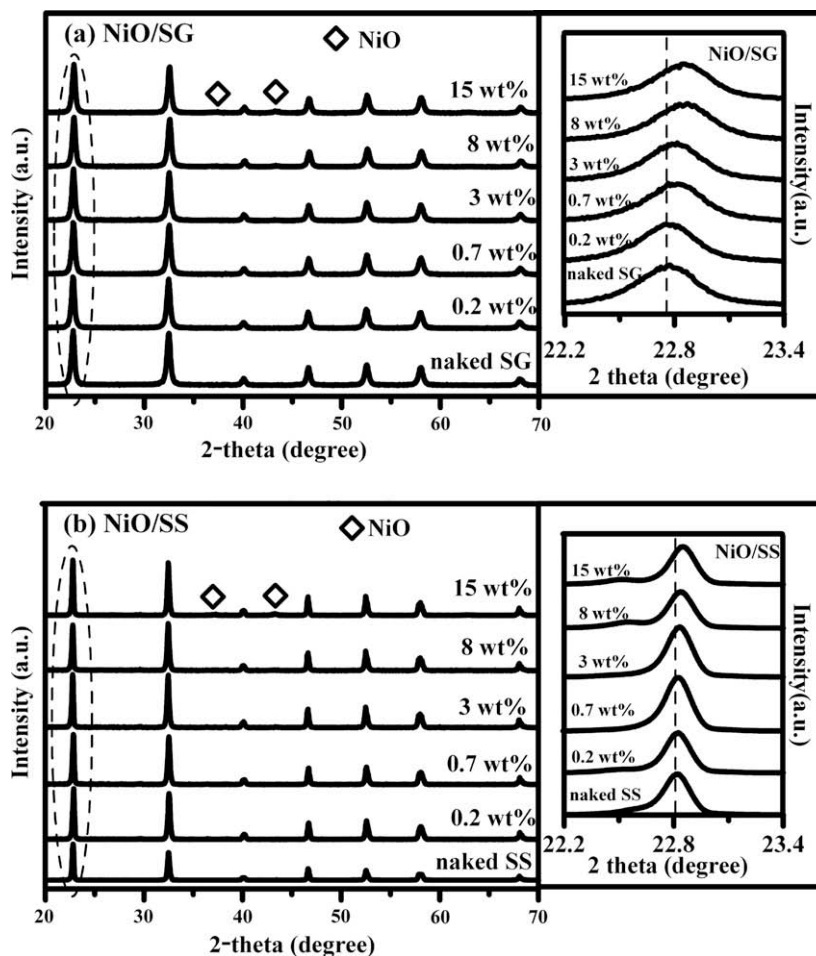 (a) NiO/SG
NiO
15 wt%
8 wt%
3 wt%
0.7 wt%
0.2 wt%
naked SG
Intensity (a.u.)
20 30 40 50 60 70
2-theta (degree)
NiO/SG
15 wt%
8 wt%
3 wt%
0.7 wt%
0.2 wt%
naked SG
Intensity(a.u.)
22.2 22.8 23.4
2 theta (degree)
(b) NiO/SS
NiO
15 wt%
8 wt%
3 wt%
0.7 wt%
0.2 wt%
naked SS
Intensity (a.u.)
20 30 40 50 60 70
2-theta (degree)
NiO/SS
15 wt%
8 wt%
3 wt%
0.7 wt%
0.2 wt%
naked SS
Intensity(a.u.)
22.2 22.8 23.4
2 theta (degree)